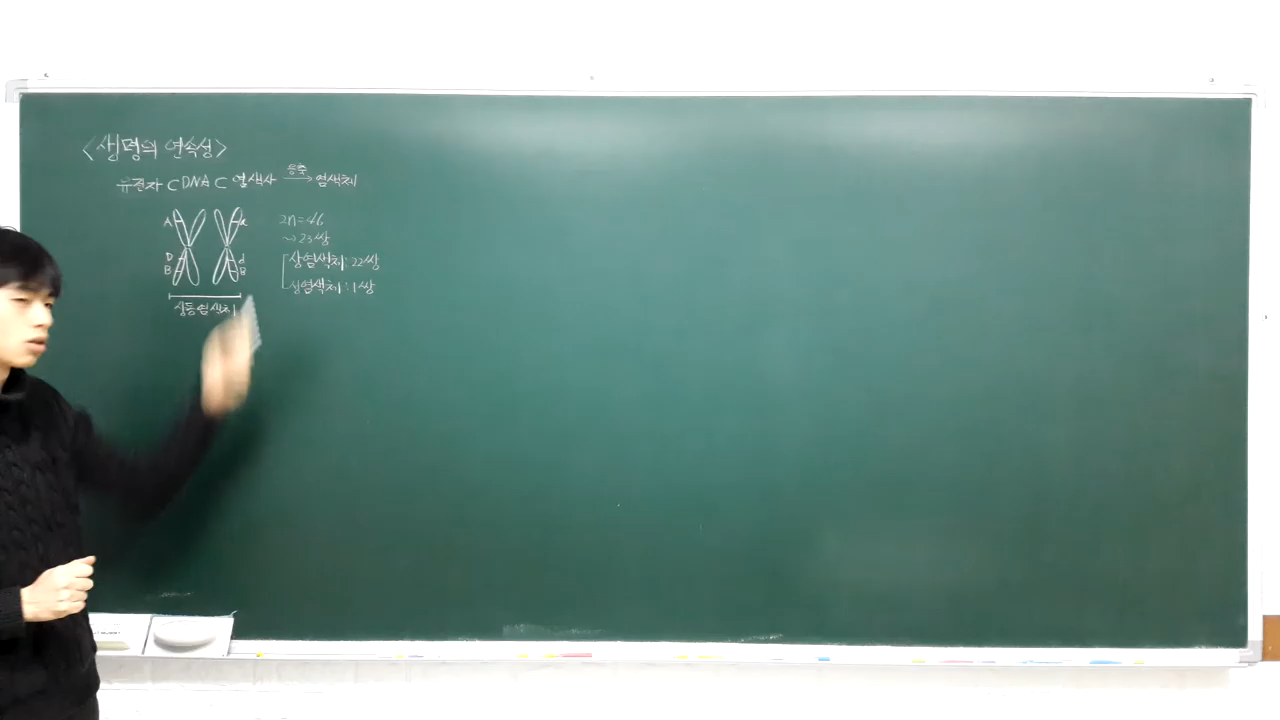 <생명의 연속성>
유전자 ⊂ DNA ⊂ 염색사 응축→ 염색체
A a
D d
B B
상동염색체
2n=46
→ 23쌍
상염색체: 22쌍
성염색체: 1쌍